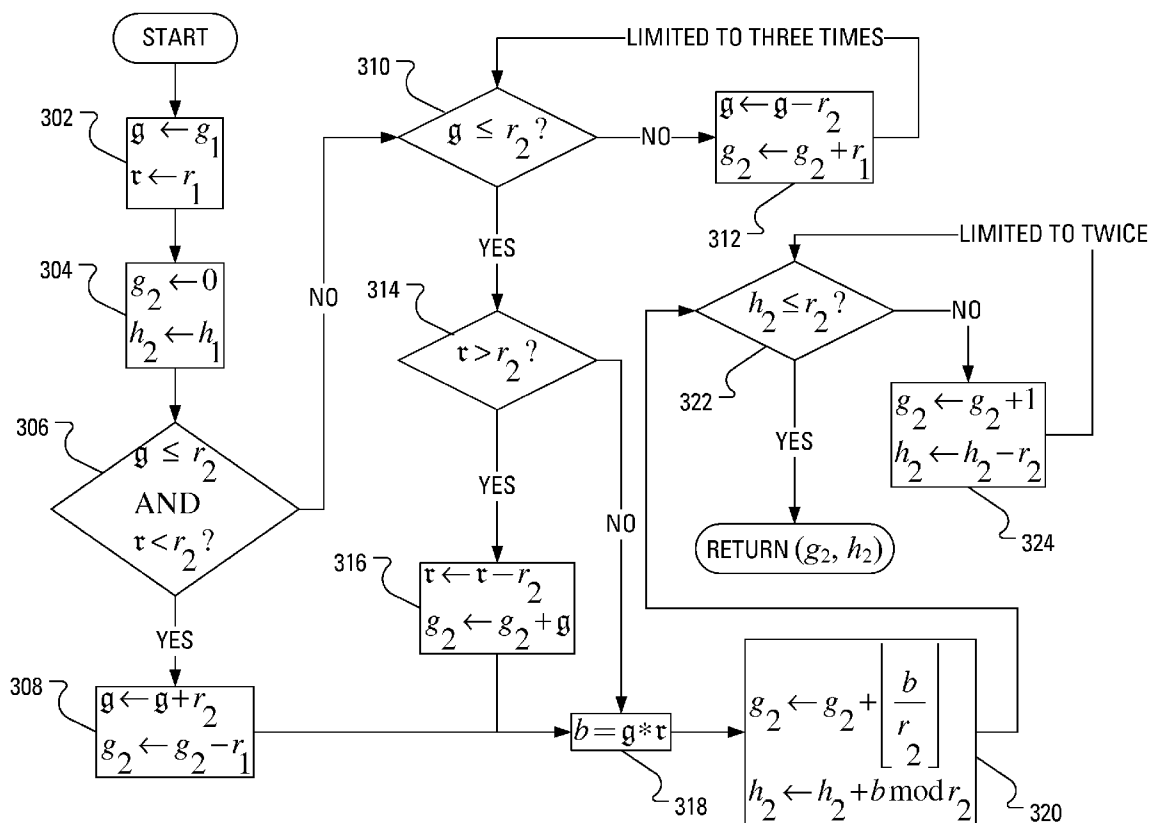 START
302
𝔤 ← g₁
𝔯 ← r₁
304
g₂ ← 0
h₂ ← h₁
306
𝔤 ≤ r₂
AND
𝔯 < r₂?
NO
YES
308
𝔤 ← 𝔤 + r₂
g₂ ← g₂ − r₁
LIMITED TO THREE TIMES
310
𝔤 ≤ r₂?
NO
𝔤 ← 𝔤 − r₂
g₂ ← g₂ + r₁
312
YES
314
𝔯 > r₂?
YES
NO
316
𝔯 ← 𝔯 − r₂
g₂ ← g₂ + 𝔤
b = 𝔤 * 𝔯
318
g₂ ← g₂ + ⌊b/r₂⌋
h₂ ← h₂ + b mod r₂
320
LIMITED TO TWICE
h₂ ≤ r₂?
322
NO
g₂ ← g₂ + 1
h₂ ← h₂ − r₂
324
YES
RETURN (g₂, h₂)